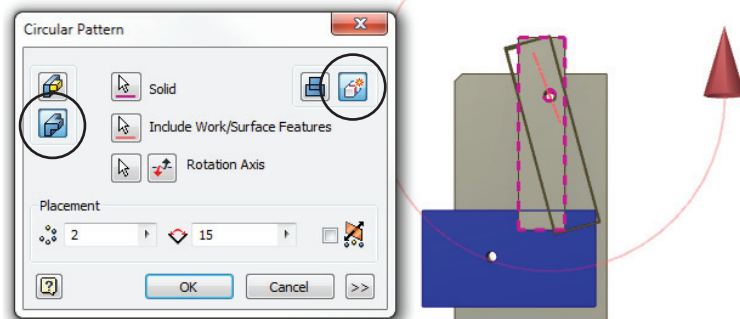 Circular Pattern
Solid
Include Work/Surface Features
Rotation Axis
Placement
2
15
OK
Cancel
>>